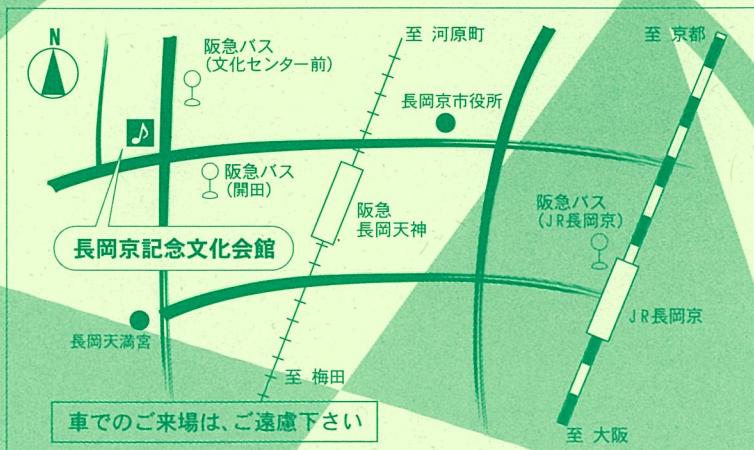 N
阪急バス
(文化センター前)
至 河原町
至 京都
長岡京市役所
♪
阪急バス
(開田)
阪急
長岡天神
阪急バス
(JR長岡京)
長岡京記念文化会館
JR長岡京
長岡天満宮
至 梅田
車でのご来場は、ご遠慮下さい
至 大阪